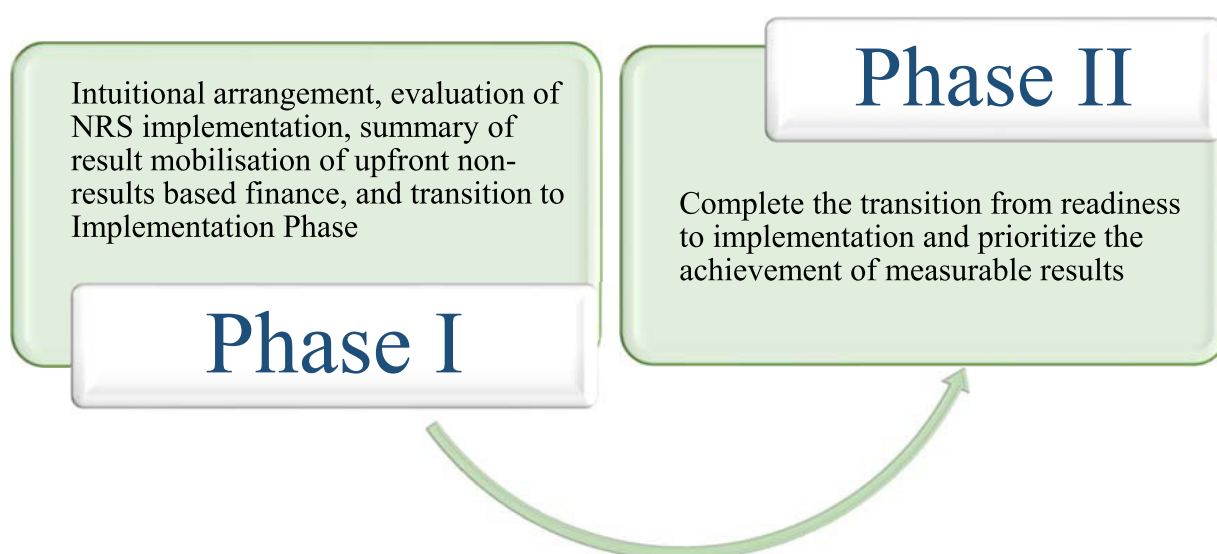 Intuitional arrangement, evaluation of
NRS implementation, summary of
result mobilisation of upfront non-
results based finance, and transition to
Implementation Phase
Phase I
Phase II
Complete the transition from readiness
to implementation and prioritize the
achievement of measurable results